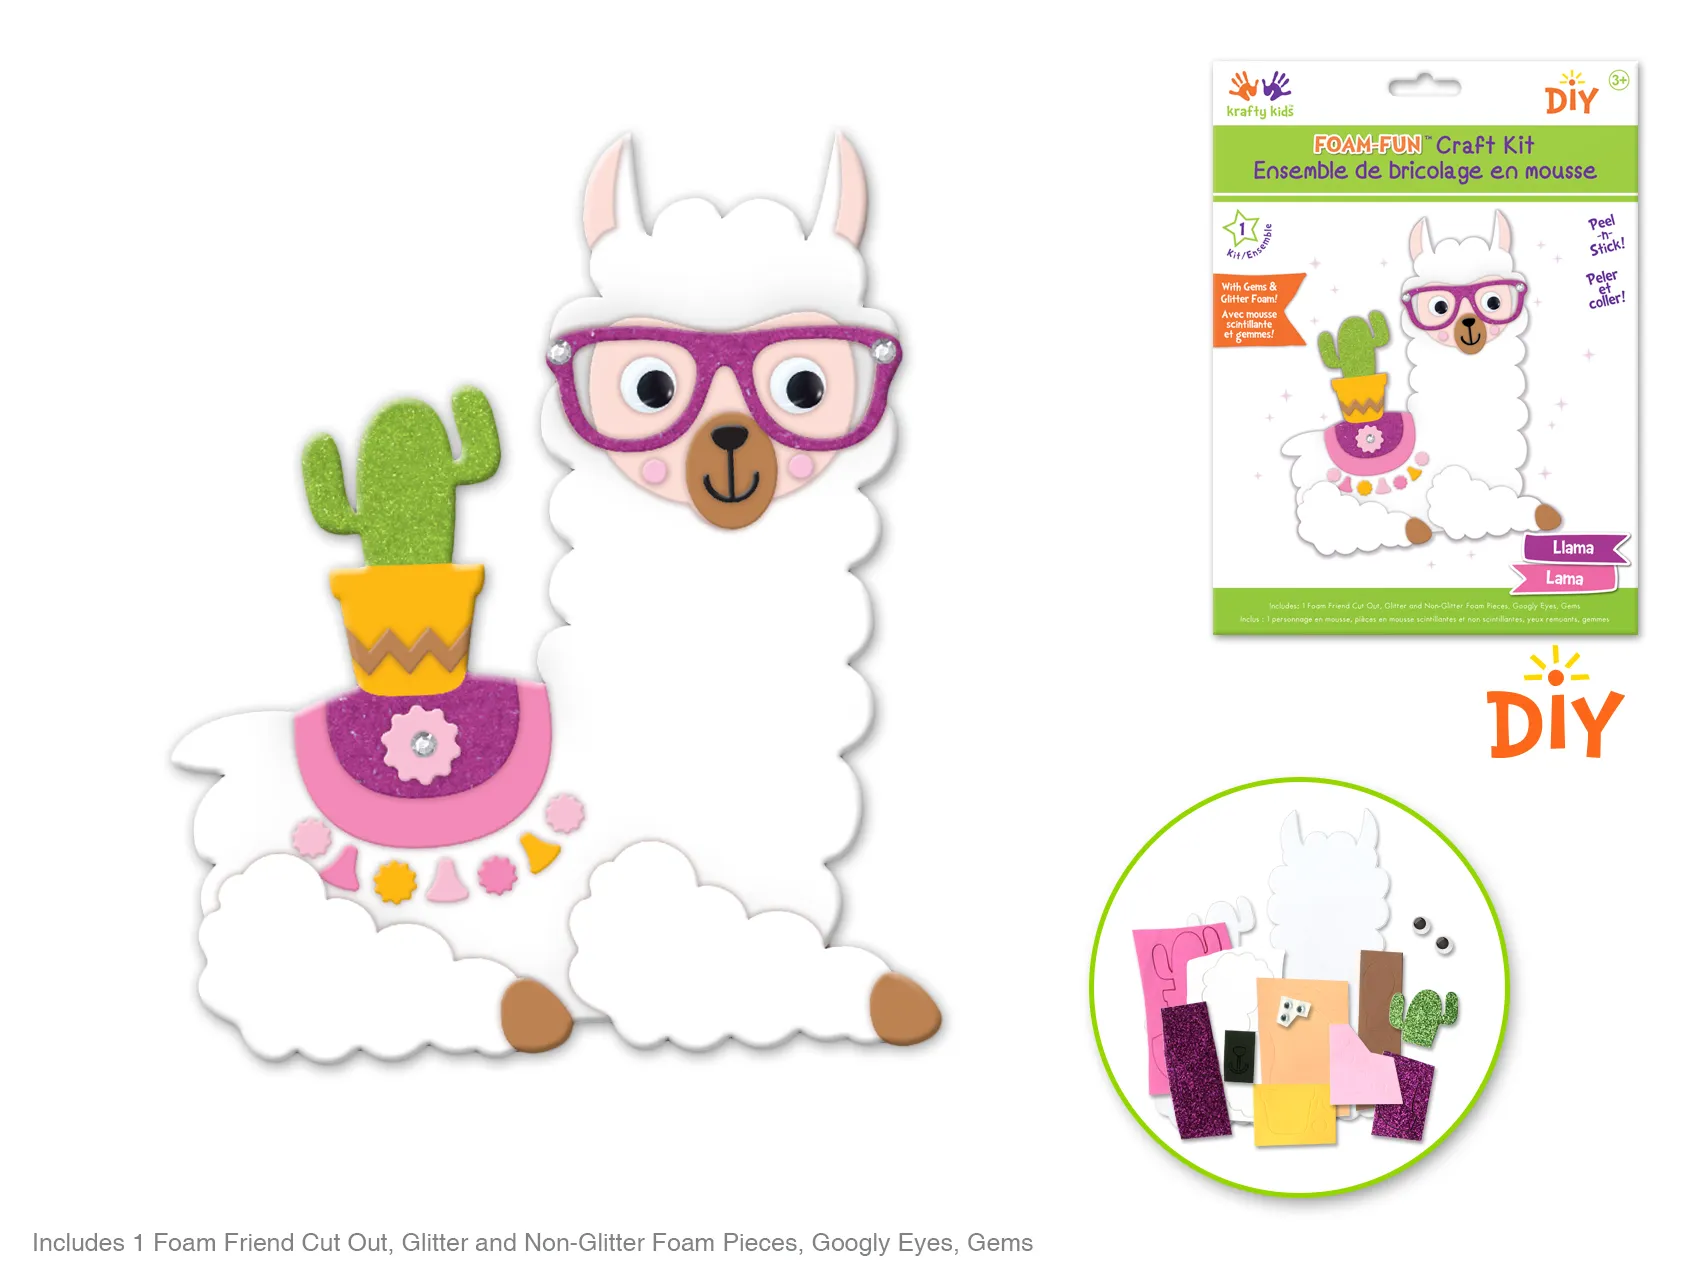 krafty kids™
DIY
3+
FOAM-FUN™ Craft Kit
Ensemble de bricolage en mousse
1
Kit/Ensemble
Peel
-n-
Stick!
Peler
et
coller!
With Gems &
Glitter Foam!
Avec mousse
scintillante
et gemmes!
Llama
Lama
Includes: 1 Foam Friend Cut Out, Glitter and Non-Glitter Foam Pieces, Googly Eyes, Gems
Inclus : 1 personnage en mousse, pièces en mousse scintillantes et non scintillantes, yeux remuants, gemmes
DIY
Includes 1 Foam Friend Cut Out, Glitter and Non-Glitter Foam Pieces, Googly Eyes, Gems